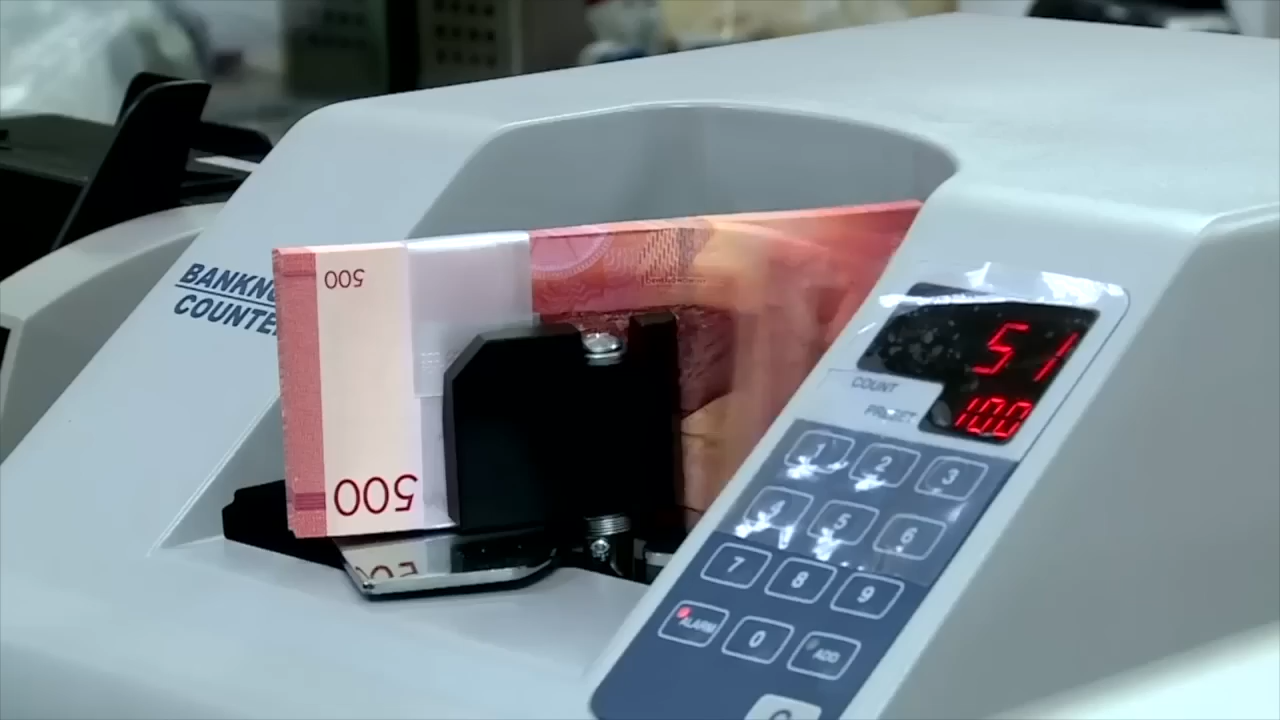 BANKN
COUNTE
500
500
500
51
100
COUNT
PRESET
1 2 3
4 5 6
7 8 9
ALARM 0 ADD
C